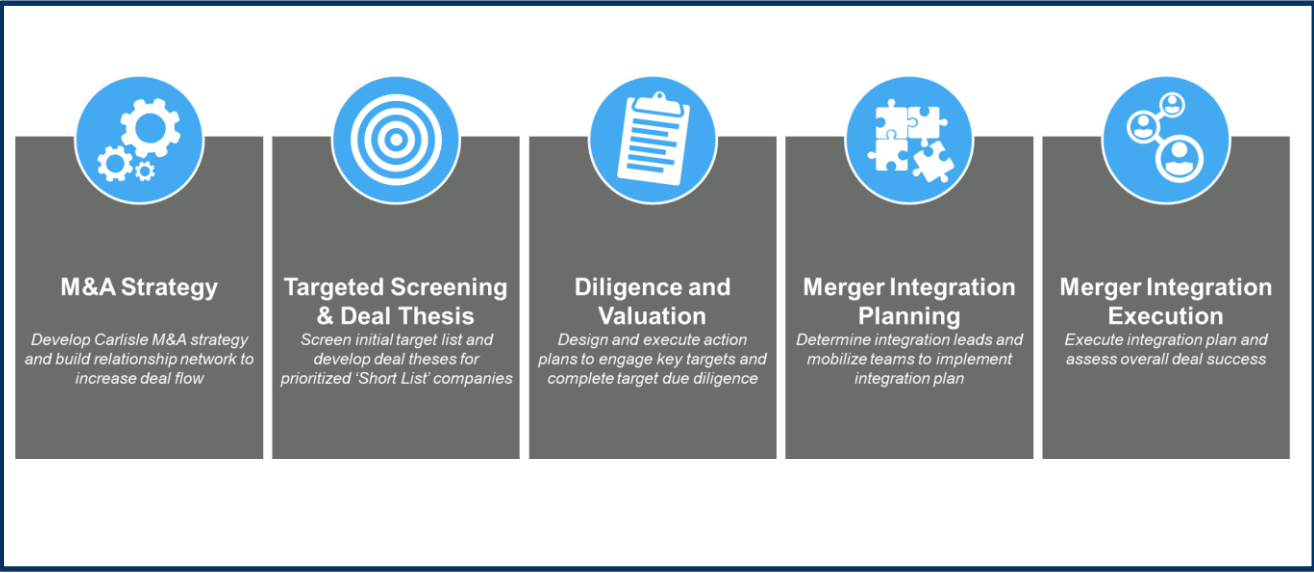 M&A Strategy
Develop Carlisle M&A strategy
and build relationship network to
increase deal flow
Targeted Screening
& Deal Thesis
Screen initial target list and
develop deal theses for
prioritized ‘Short List’ companies
Diligence and
Valuation
Design and execute action
plans to engage key targets and
complete target due diligence
Merger Integration
Planning
Determine integration leads and
mobilize teams to implement
integration plan
Merger Integration
Execution
Execute integration plan and
assess overall deal success